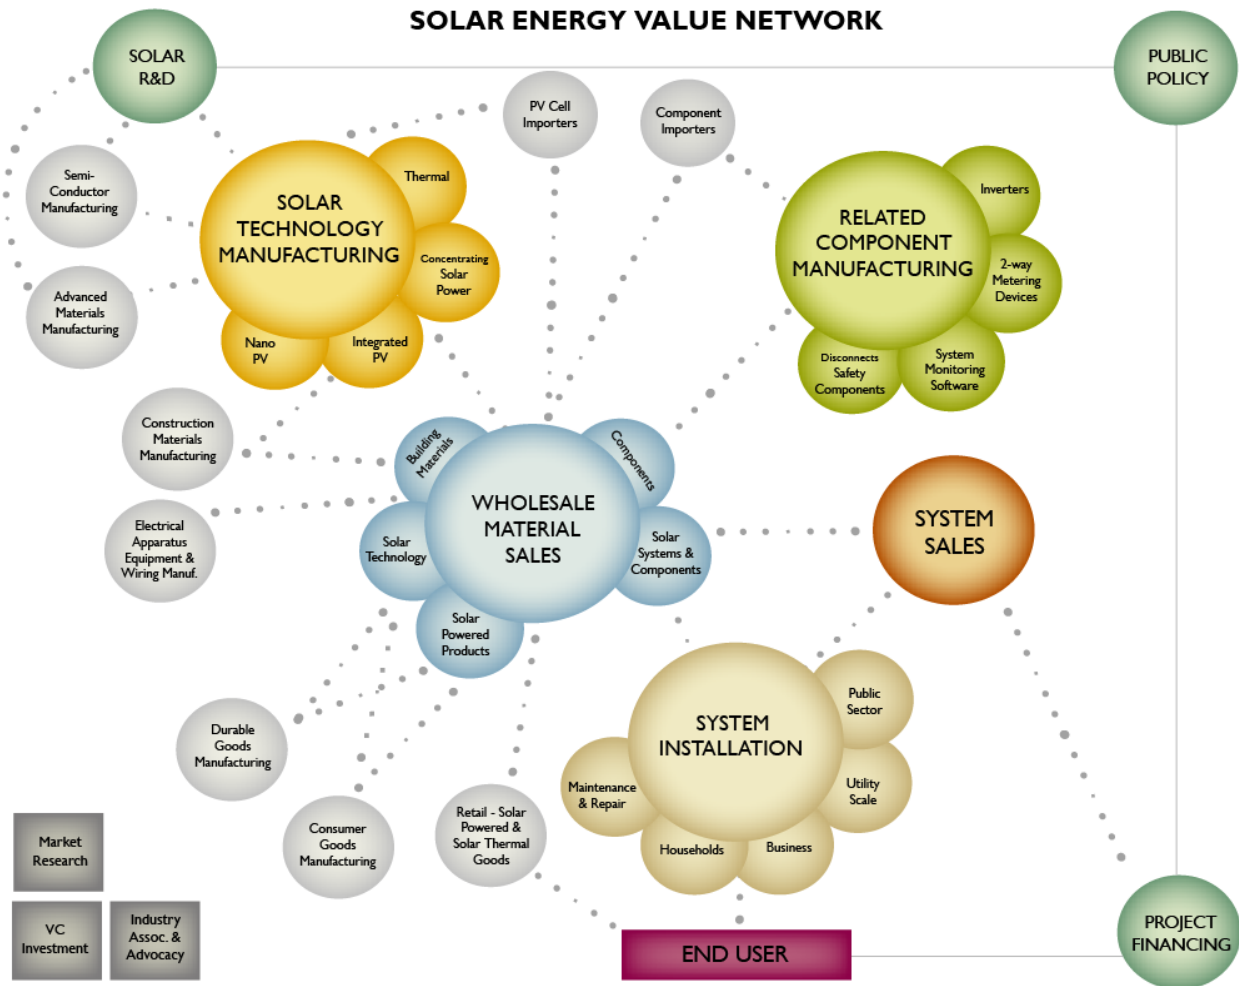 SOLAR ENERGY VALUE NETWORK
SOLAR
R&D
PUBLIC
POLICY
PV Cell
Importers
Component
Importers
Semi-
Conductor
Manufacturing
Advanced
Materials
Manufacturing
SOLAR
TECHNOLOGY
MANUFACTURING
Thermal
Concentrating
Solar
Power
Integrated
PV
Nano
PV
RELATED
COMPONENT
MANUFACTURING
Inverters
2-way
Metering
Devices
System
Monitoring
Software
Disconnects
Safety
Components
Construction
Materials
Manufacturing
Electrical
Apparatus
Equipment &
Wiring Manuf.
WHOLESALE
MATERIAL
SALES
Building
Materials
Components
Solar
Technology
Solar
Systems &
Components
Solar
Powered
Products
SYSTEM
SALES
SYSTEM
INSTALLATION
Public
Sector
Utility
Scale
Business
Households
Maintenance
& Repair
Durable
Goods
Manufacturing
Consumer
Goods
Manufacturing
Retail - Solar
Powered &
Solar Thermal
Goods
Market
Research
VC
Investment
Industry
Assoc. &
Advocacy
END USER
PROJECT
FINANCING